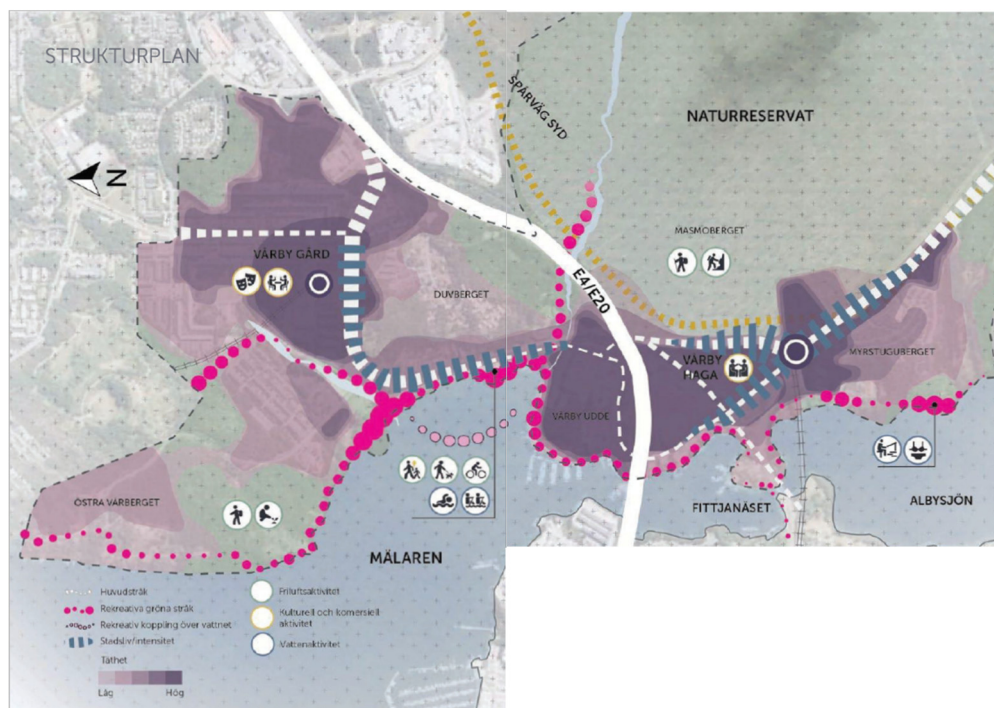 STRUKTURPLAN
SPÅRVÄG SYD
NATURRESERVAT
N
MASMOBERGET
VÅRBY GÅRD
E4/E20
DUVBERGET
VÅRBY
HAGA
MYRSTUGUBERGET
VÅRBY UDDE
ÖSTRA VÅRBERGET
FITTJANÄSET
ALBYSJÖN
MÄLAREN
Huvudstråk
Rekreativa gröna stråk
Rekreativ koppling över vattnet
Stadsliv/intensitet
Friluftsaktivitet
Kulturell och komersiell
aktivitet
Vattenaktivitet
Täthet
Låg
Hög